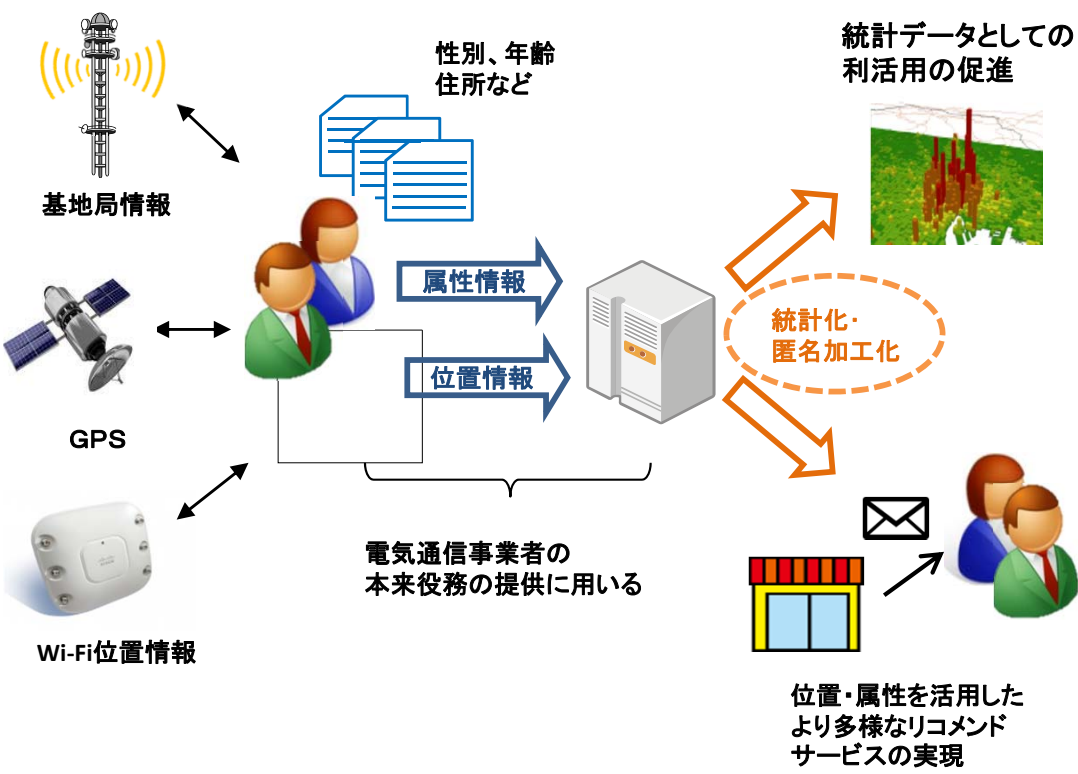 性別、年齢
住所など
統計データとしての
利活用の促進
基地局情報
属性情報
位置情報
統計化・
匿名加工化
GPS
電気通信事業者の
本来役務の提供に用いる
Wi-Fi位置情報
位置・属性を活用した
より多様なリコメンド
サービスの実現